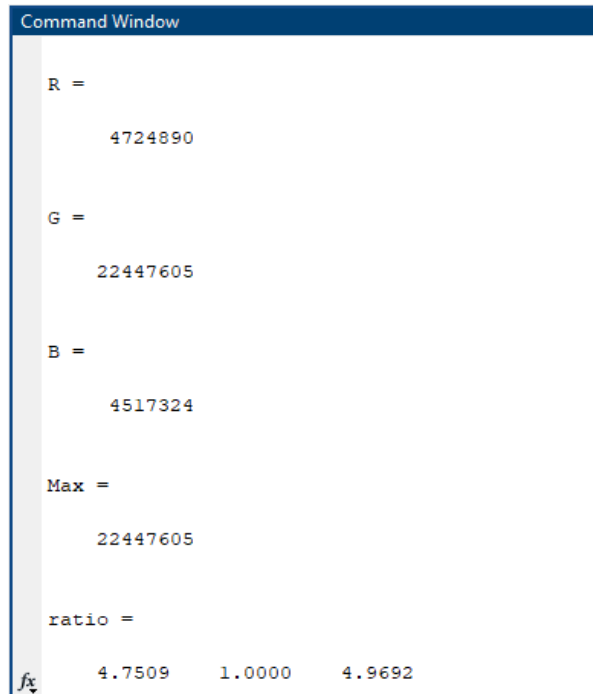 Command Window
R =
4724890
G =
22447605
B =
4517324
Max =
22447605
ratio =
4.7509 1.0000 4.9692
fx